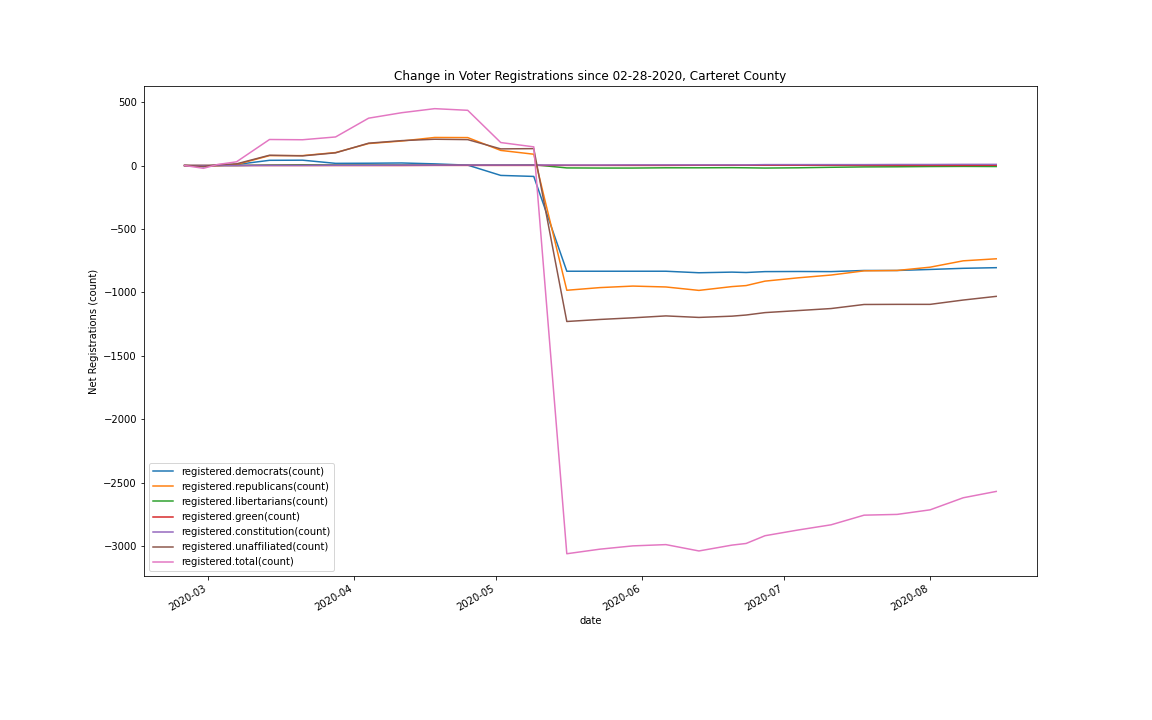 Change in Voter Registrations since 02-28-2020, Carteret County
Net Registrations (count)
500
0
−500
−1000
−1500
−2000
−2500
−3000
registered.democrats(count)
registered.republicans(count)
registered.libertarians(count)
registered.green(count)
registered.constitution(count)
registered.unaffiliated(count)
registered.total(count)
2020-03
2020-04
2020-05
2020-06
2020-07
2020-08
date